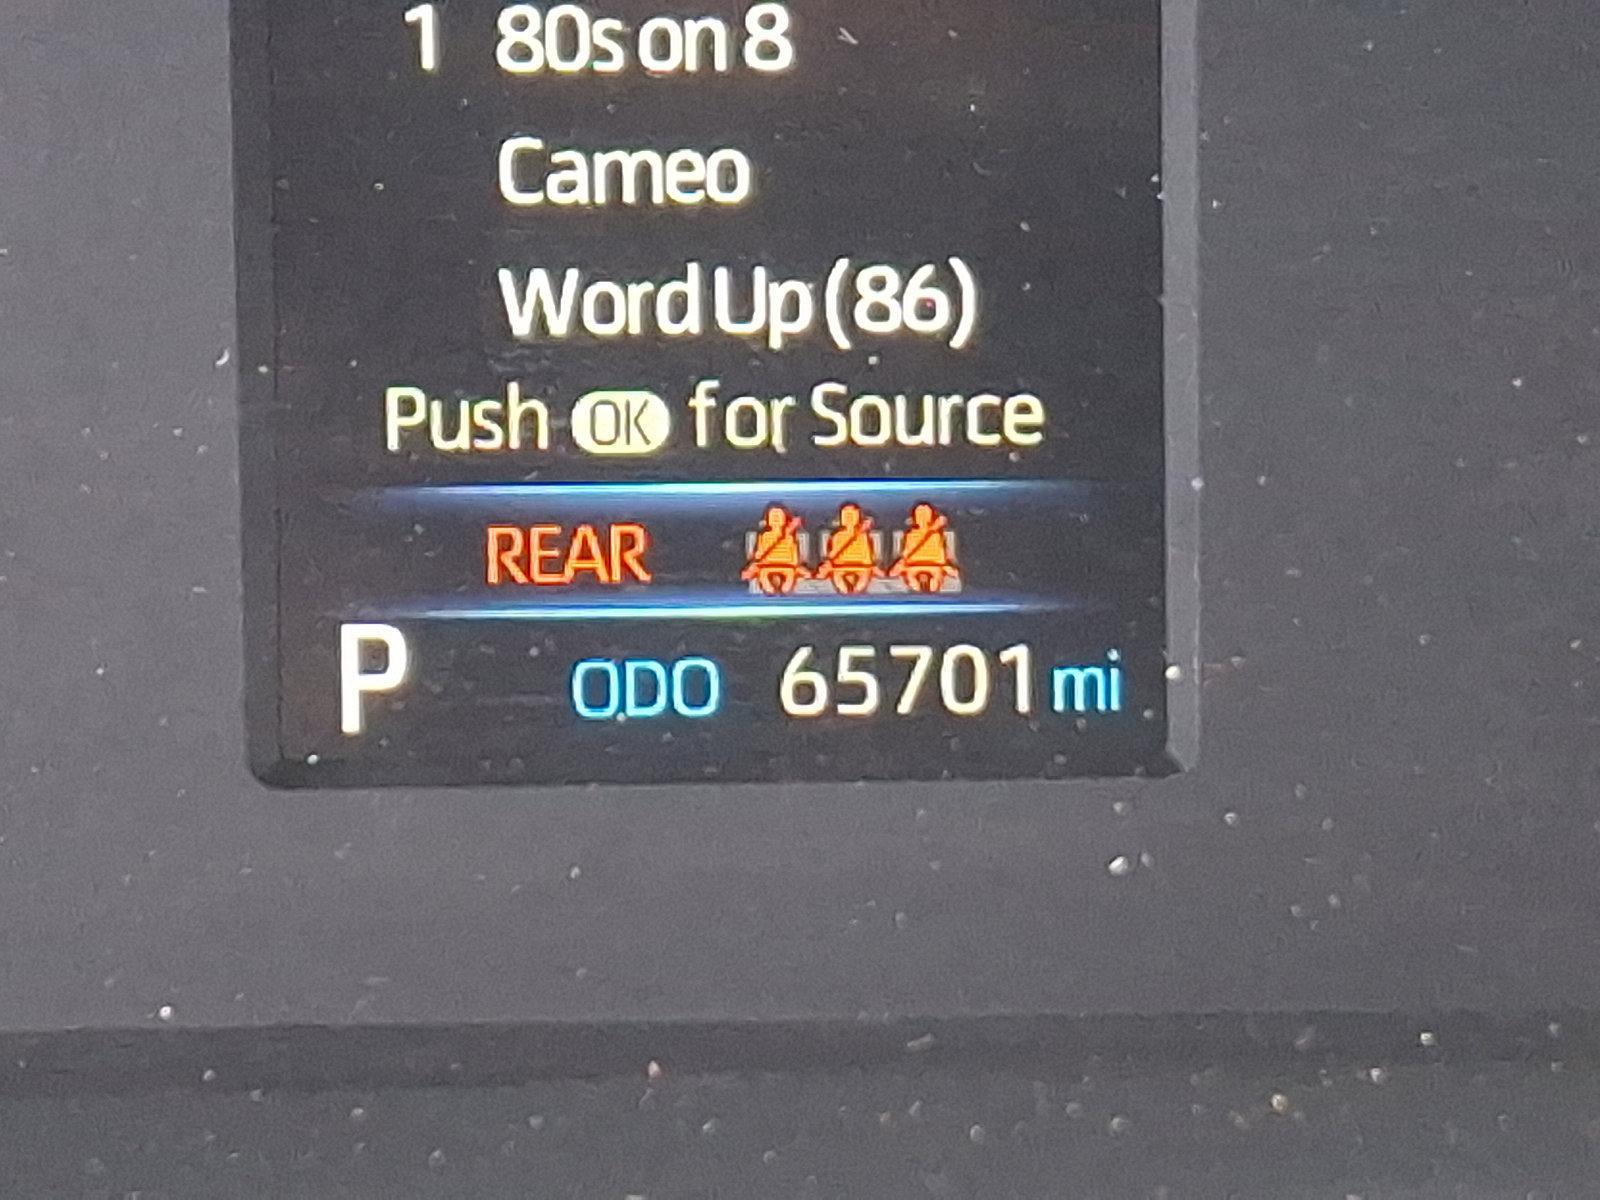 1 80s on 8
Cameo
Word Up (86)
Push OK for Source
REAR
P ODO 65701 mi